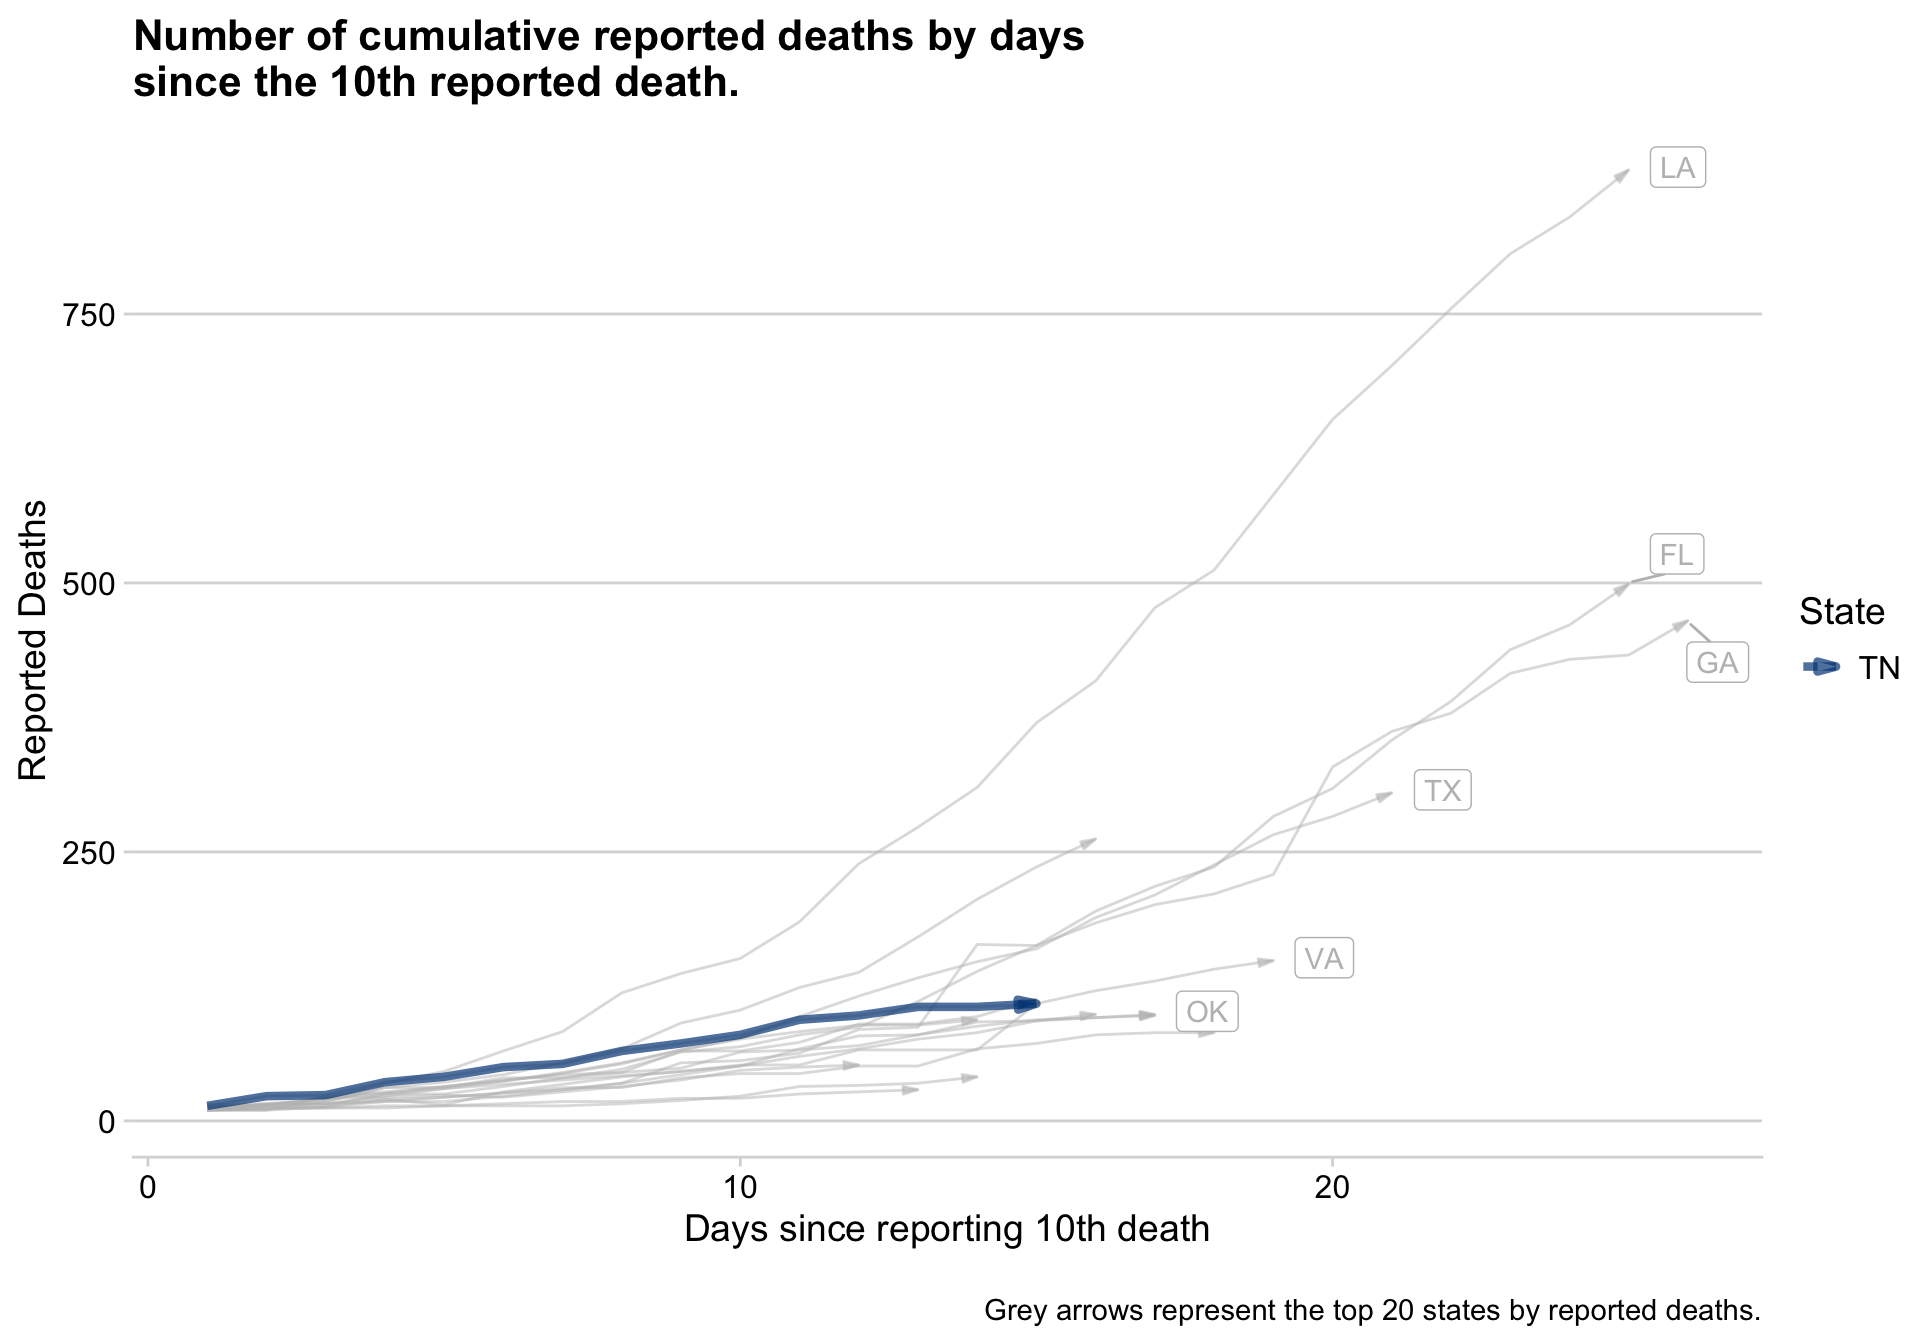 Number of cumulative reported deaths by days
since the 10th reported death.
LA
750
FL
500
State
GA
TN
Reported Deaths
TX
250
VA
OK
0
0
10
20
Days since reporting 10th death
Grey arrows represent the top 20 states by reported deaths.